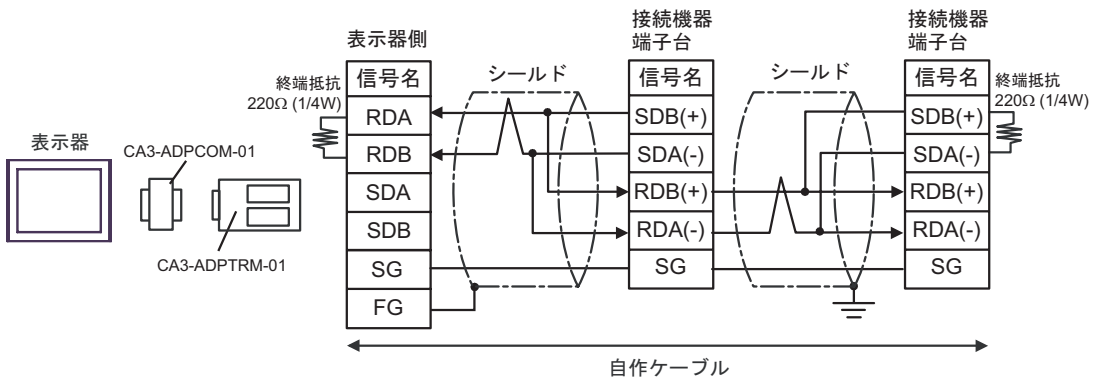 表示器
CA3-ADPCOM-01
CA3-ADPTRM-01
表示器側
終端抵抗
220Ω (1/4W)
信号名
RDA
RDB
SDA
SDB
SG
FG
シールド
接続機器
端子台
信号名
SDB(+)
SDA(-)
RDB(+)
RDA(-)
SG
シールド
接続機器
端子台
信号名
SDB(+)
SDA(-)
RDB(+)
RDA(-)
SG
終端抵抗
220Ω (1/4W)
自作ケーブル